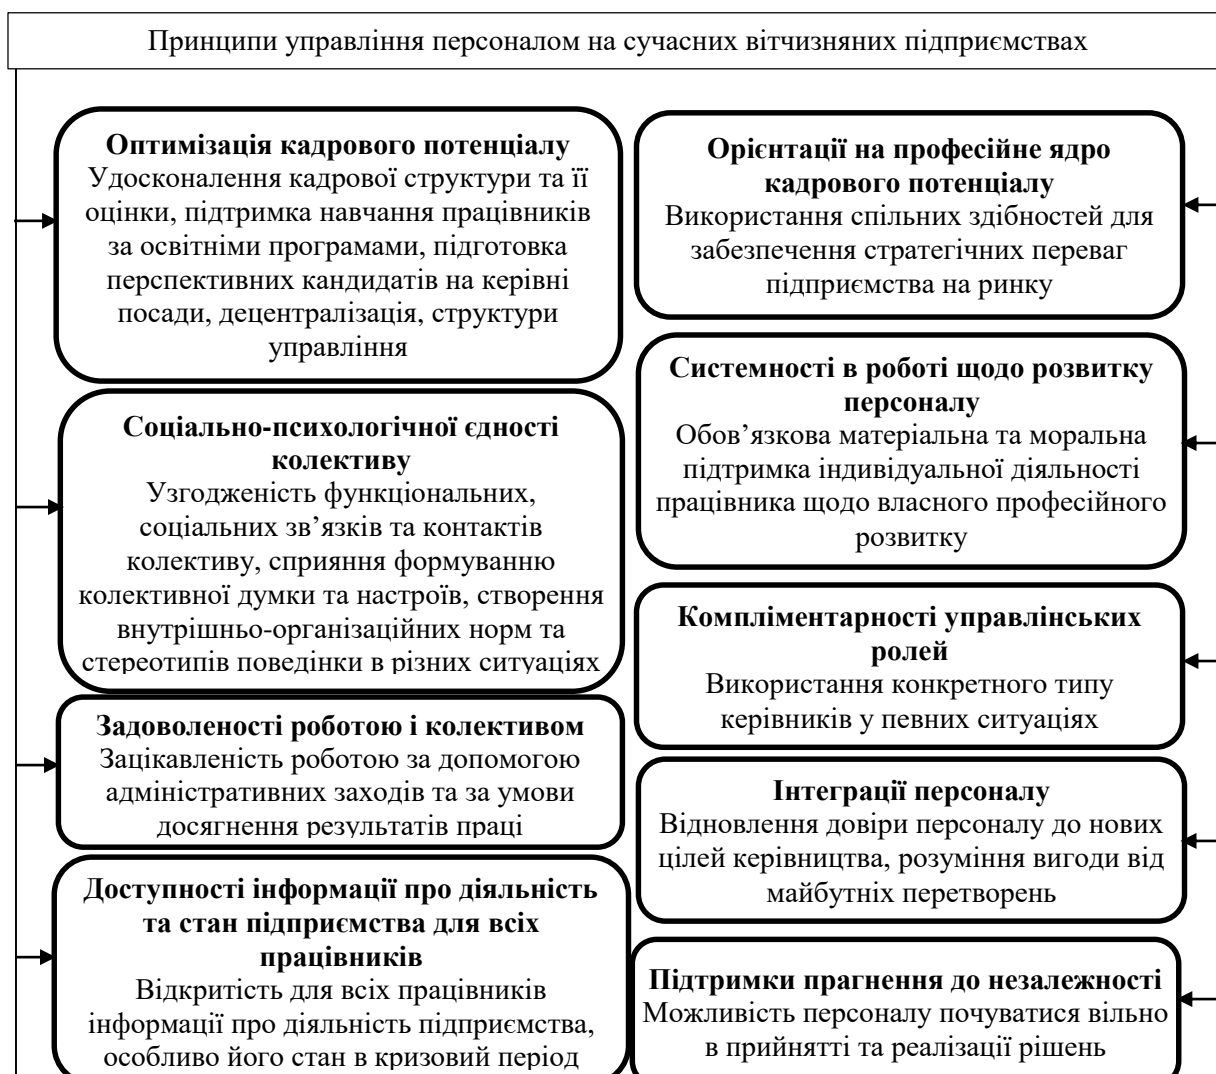 Принципи управління персоналом на сучасних вітчизняних підприємствах
Оптимізація кадрового потенціалу
Удосконалення кадрової структури та її
оцінки, підтримка навчання працівників
за освітніми програмами, підготовка
перспективних кандидатів на керівні
посади, децентралізація, структури
управління
Соціально-психологічної єдності
колективу
Узгодженість функціональних,
соціальних зв’язків та контактів
колективу, сприяння формуванню
колективної думки та настроїв, створення
внутрішньо-організаційних норм та
стереотипів поведінки в різних ситуаціях
Задоволеності роботою і колективом
Зацікавленість роботою за допомогою
адміністративних заходів та за умови
досягнення результатів праці
Доступності інформації про діяльність
та стан підприємства для всіх
працівників
Відкритість для всіх працівників
інформації про діяльність підприємства,
особливо його стан в кризовий період
Орієнтації на професійне ядро
кадрового потенціалу
Використання спільних здібностей для
забезпечення стратегічних переваг
підприємства на ринку
Системності в роботі щодо розвитку
персоналу
Обов’язкова матеріальна та моральна
підтримка індивідуальної діяльності
працівника щодо власного професійного
розвитку
Компліментарності управлінських
ролей
Використання конкретного типу
керівників у певних ситуаціях
Інтеграції персоналу
Відновлення довіри персоналу до нових
цілей керівництва, розуміння вигоди від
майбутніх перетворень
Підтримки прагнення до незалежності
Можливість персоналу почуватися вільно
в прийнятті та реалізації рішень